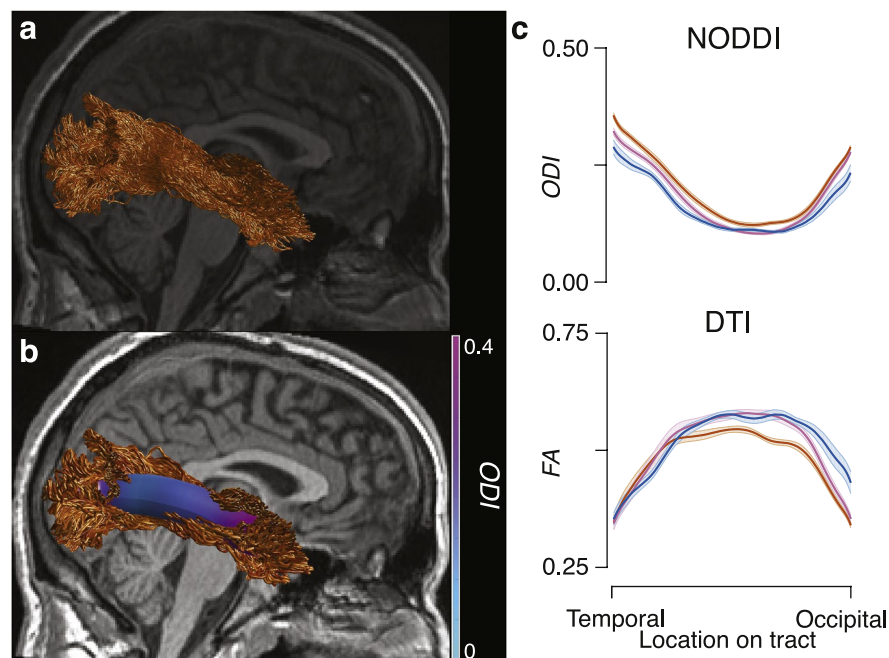 a
b
0.4
ODI
0
c
NODDI
0.50
ODI
0.00
DTI
0.75
FA
0.25
Temporal
Occipital
Location on tract